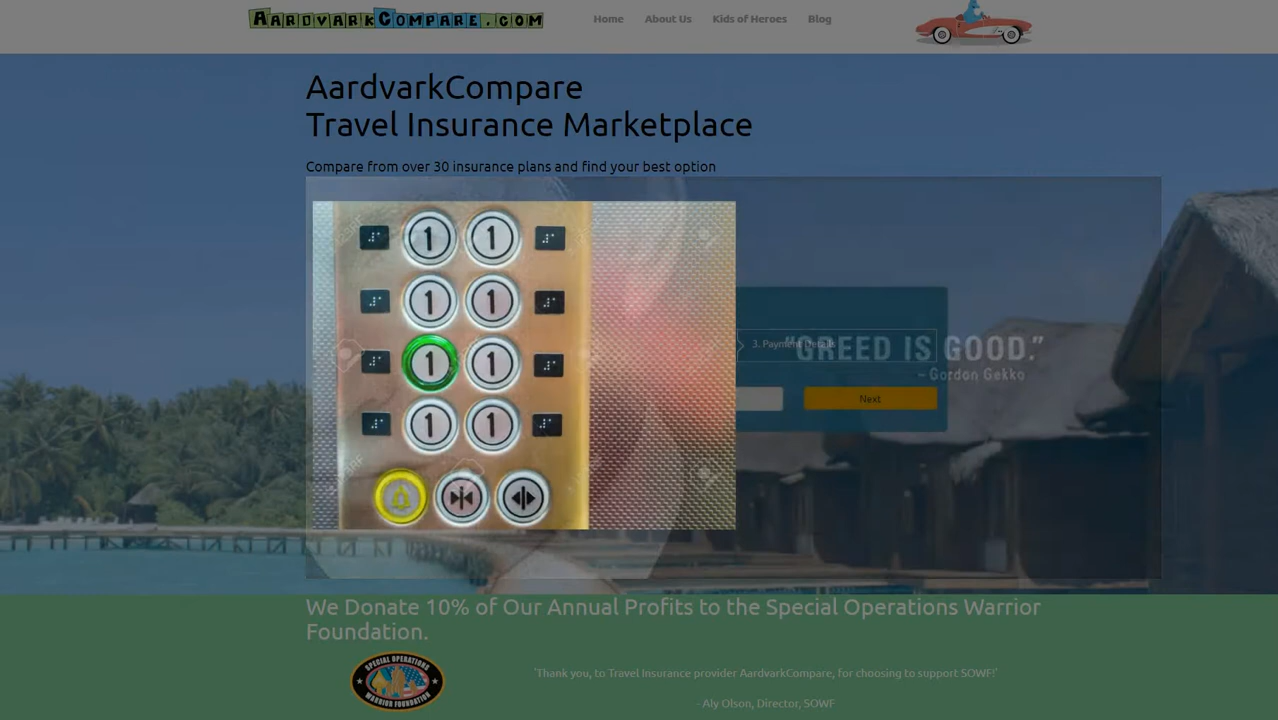 AARDVARKCOMPARE.COM
Home About Us Kids of Heroes Blog
AardvarkCompare
Travel Insurance Marketplace
Compare from over 30 insurance plans and find your best option
1 1
1 1
1 1
1 1
3. Payment Details
"GREED IS GOOD."
– Gordon Gekko
Next
We Donate 10% of Our Annual Profits to the Special Operations Warrior
Foundation.
SPECIAL OPERATIONS
WARRIOR FOUNDATION
'Thank you, to Travel Insurance provider AardvarkCompare, for choosing to support SOWF!'
- Aly Olson, Director, SOWF